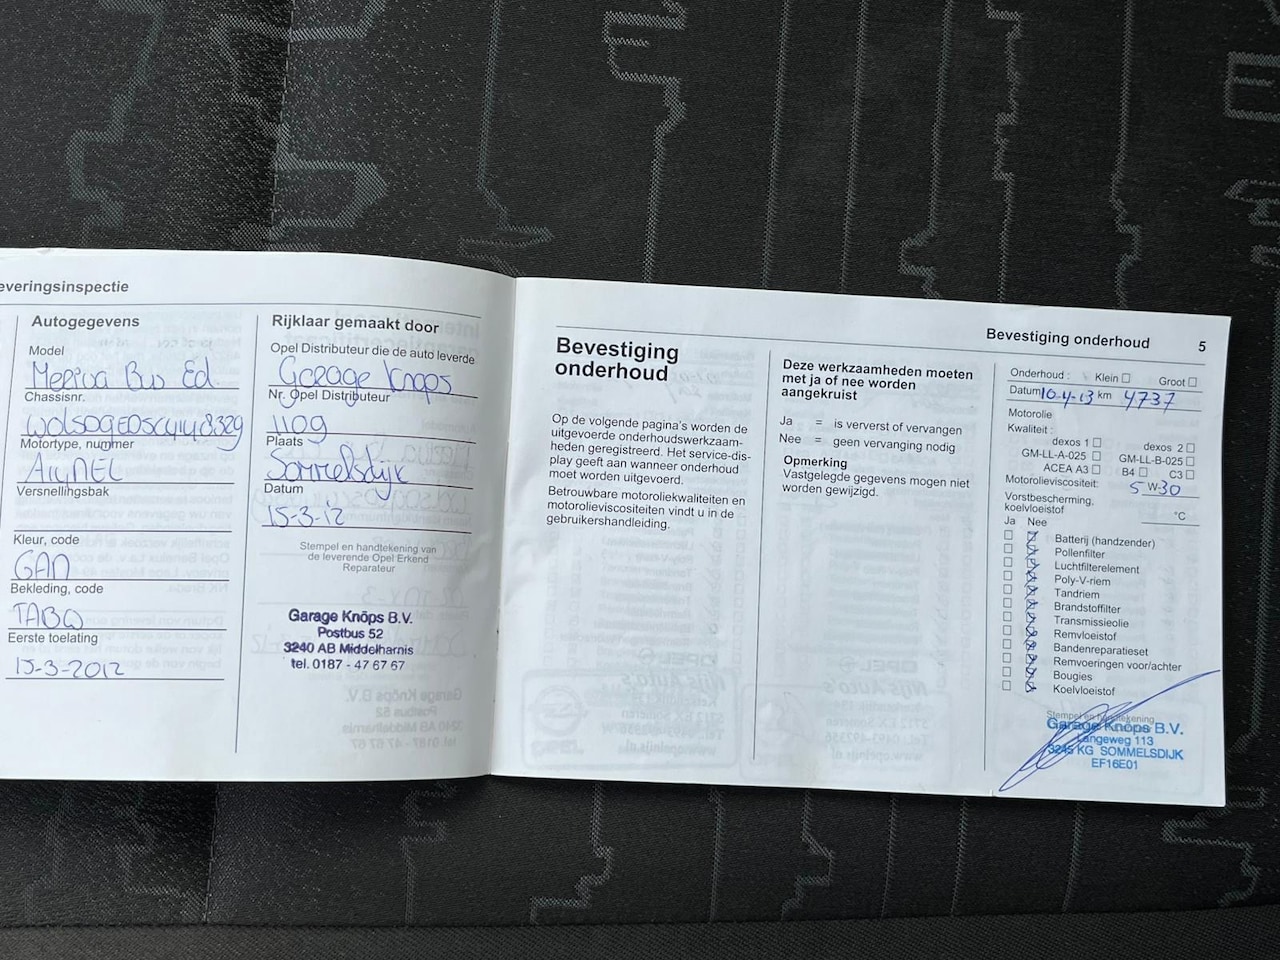 everingsinspectie
Autogegevens
Model
Meriva Bus Ed.
Chassisnr.
Motortype, nummer
A14NEL
Versnellingsbak
Kleur, code
GAN
Bekleding, code
TABQ
Eerste toelating
15-3-2012
Rijklaar gemaakt door
Opel Distributeur die de auto leverde
Garage Knöps
Nr. Opel Distributeur
1109
Plaats
Sommelsdijk
Datum
15-3-12
Stempel en handtekening van
de leverende Opel Erkend
Reparateur
Garage Knöps B.V.
Postbus 52
3240 AB Middelharnis
tel. 0187 - 47 67 67
Bevestiging
onderhoud
Op de volgende pagina's worden de
uitgevoerde onderhoudswerkzaam-
heden geregistreerd. Het service-dis-
play geeft aan wanneer onderhoud
moet worden uitgevoerd.
Betrouwbare motoroliekwaliteiten en
motorolieviscositeiten vindt u in de
gebruikershandleiding.
Deze werkzaamheden moeten
met ja of nee worden
aangekruist
Ja = is ververst of vervangen
Nee = geen vervanging nodig
Opmerking
Vastgelegde gegevens mogen niet
worden gewijzigd.
Bevestiging onderhoud 5
Onderhoud : Klein Groot
Datum 10-4-13 km 4737
Motorolie
Kwaliteit :
dexos 1 dexos 2
GM-LL-A-025 GM-LL-B-025
ACEA A3 B4 C3
Motorolieviscositeit: 5 W-30
Vorstbescherming,
koelvloeistof °C
Ja Nee
Batterij (handzender)
Pollenfilter
Luchtfilterelement
Poly-V-riem
Tandriem
Brandstoffilter
Transmissieolie
Remvloeistof
Bandenreparatieset
Remvoeringen voor/achter
Bougies
Koelvloeistof
Stempel en handtekening
Garage Knöps B.V.
Langeweg 113
3245 KG SOMMELSDIJK
EF16E01